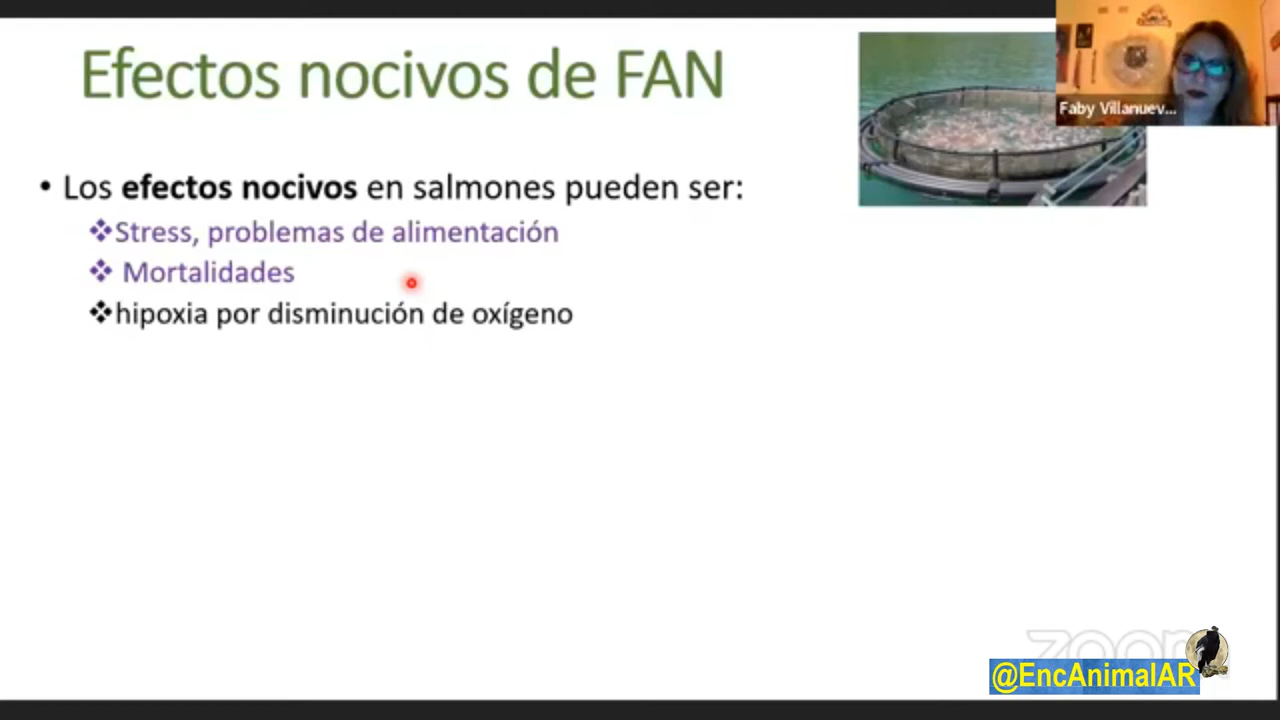 Efectos nocivos de FAN
Faby Villanuev...
• Los efectos nocivos en salmones pueden ser:
❖Stress, problemas de alimentación
❖ Mortalidades
❖hipoxia por disminución de oxígeno
zoom
@EncAnimalAR